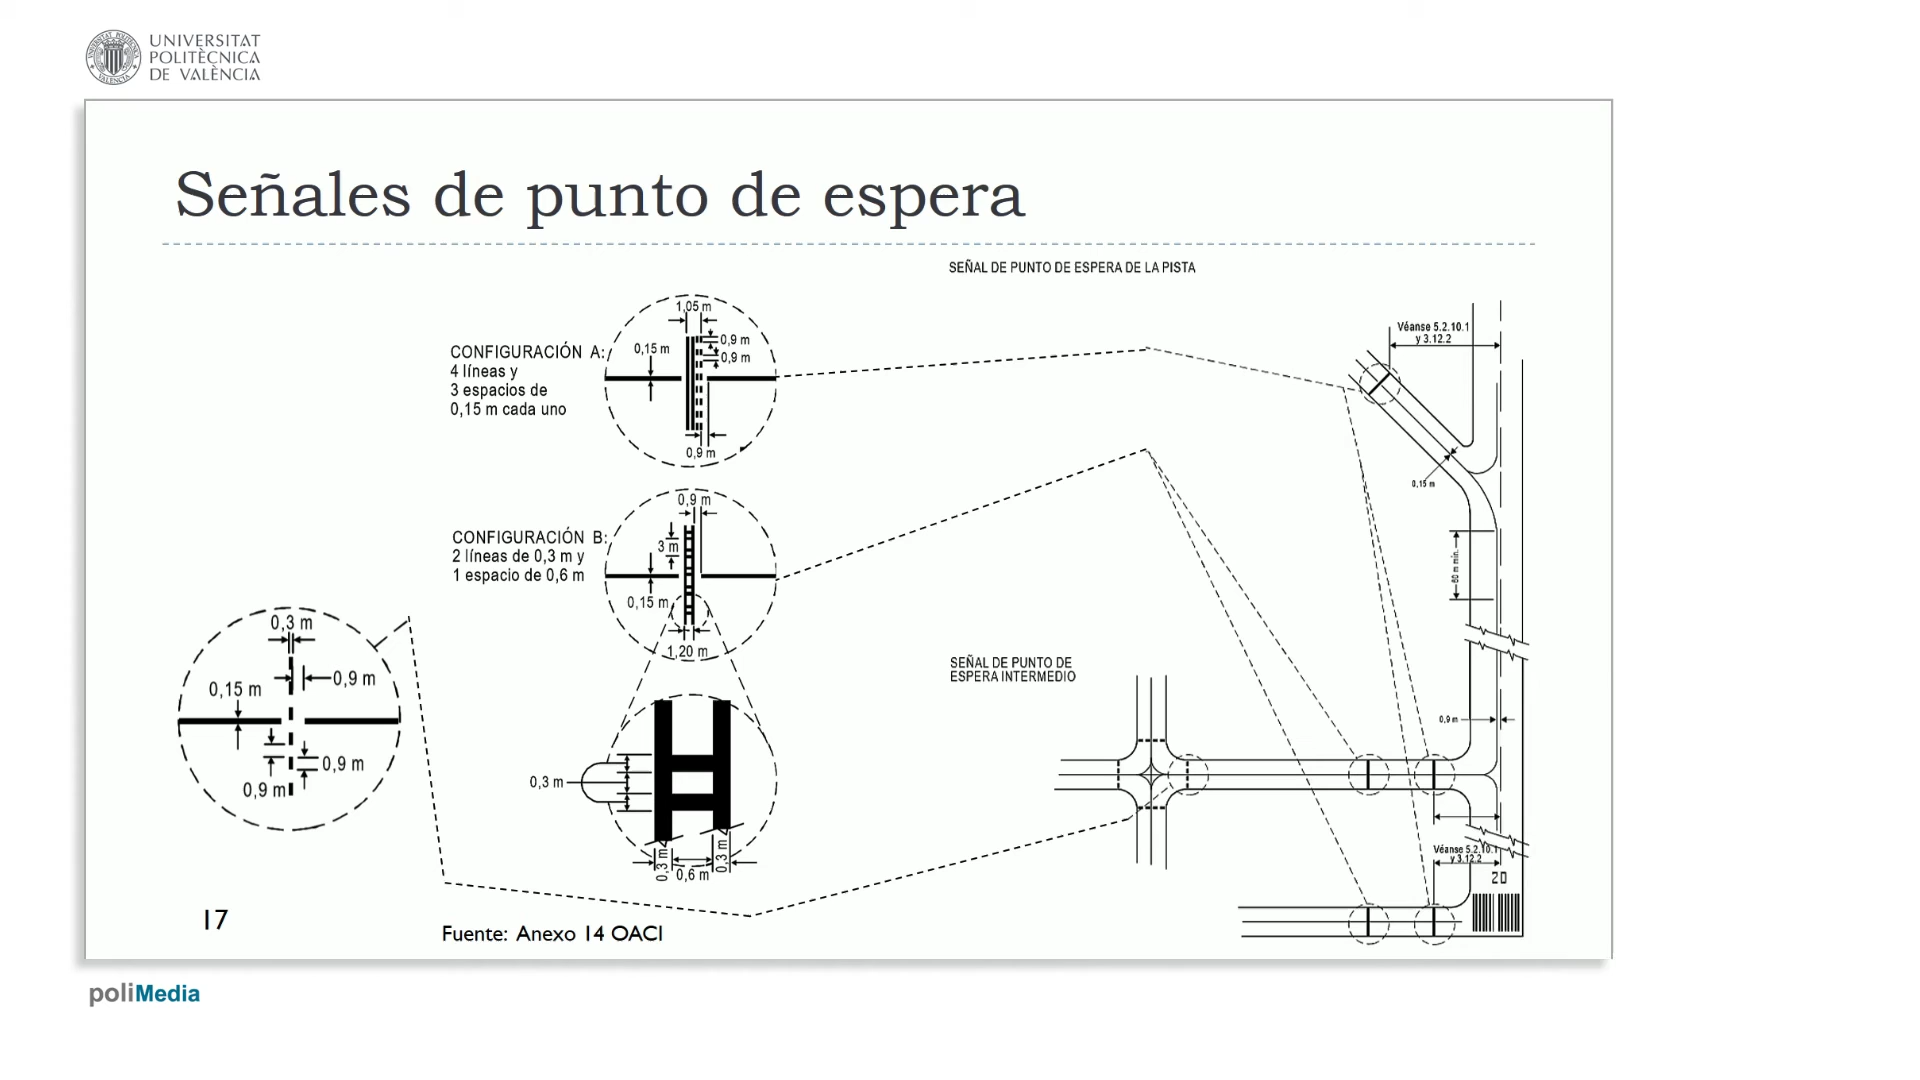 UNIVERSITAT
POLITÈCNICA
DE VALÈNCIA
Señales de punto de espera
SEÑAL DE PUNTO DE ESPERA DE LA PISTA
CONFIGURACIÓN A:
4 líneas y
3 espacios de
0,15 m cada uno
1,05 m
0,15 m
0,9 m
0,9 m
0,9 m
CONFIGURACIÓN B:
2 líneas de 0,3 m y
1 espacio de 0,6 m
0,9 m
3 m
0,15 m
1,20 m
0,3 m
0,3 m
0,6 m
0,3 m
0,3 m
0,9 m
0,15 m
0,9 m
0,9 m
SEÑAL DE PUNTO DE
ESPERA INTERMEDIO
Véanse 5.2.10.1
y 3.12.2
0,15 m
60 m mín.
0,9 m
Véanse 5.2.10.1
y 3.12.2
20
17
Fuente: Anexo 14 OACI
poliMedia